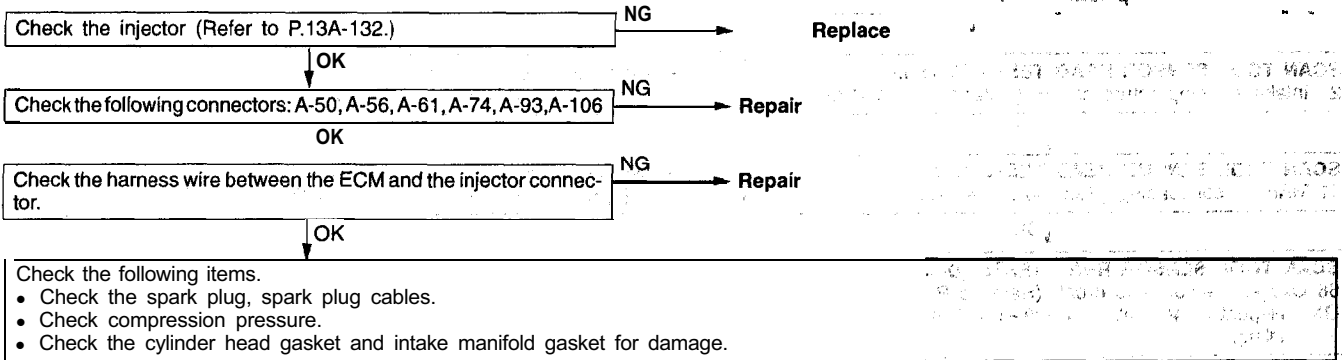 Check the injector (Refer to P.13A-132.)
NG
Replace
OK
Check the following connectors: A-50, A-56, A-61, A-74, A-93, A-106
NG
Repair
OK
Check the harness wire between the ECM and the injector connec-
tor.
NG
Repair
OK
Check the following items.
• Check the spark plug, spark plug cables.
• Check compression pressure.
• Check the cylinder head gasket and intake manifold gasket for damage.